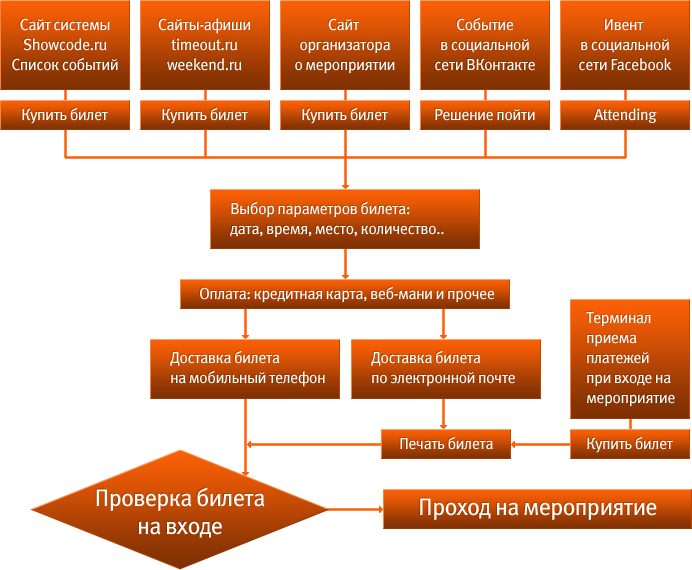 Сайт системы
Showcode.ru
Список событий
Сайты-афиши
timeout.ru
weekend.ru
Сайт
организатора
о мероприятии
Событие
в социальной
сети ВКонтакте
Ивент
в социальной
сети Facebook
Купить билет
Купить билет
Купить билет
Решение пойти
Attending
Выбор параметров билета:
дата, время, место, количество..
Оплата: кредитная карта, веб-мани и прочее
Доставка билета
на мобильный телефон
Доставка билета
по электронной почте
Терминал
приема
платежей
при входе на
мероприятие
Печать билета
Купить билет
Проверка билета
на входе
Проход на мероприятие